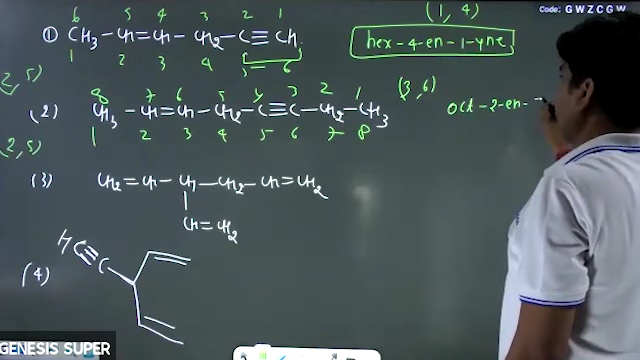 Code: G W Z C G W
(1, 4)
6 5 4 3 2 1
① CH3 – CH = CH – CH2 – C ≡ CH.
1 2 3 4 5 6
hex-4-en-1-yne
2, 5)
(3, 6)
8 7 6 5 4 3 2 1
(2) CH3 – CH = CH – CH2 – C ≡ C – CH2 – CH3
1 2 3 4 5 6 7 8
Oct-2-en-
2, 5)
(3) CH2 = CH – CH – CH2 – CH = CH2
CH = CH2
HC ≡ C
(4)
GENESIS SUPER